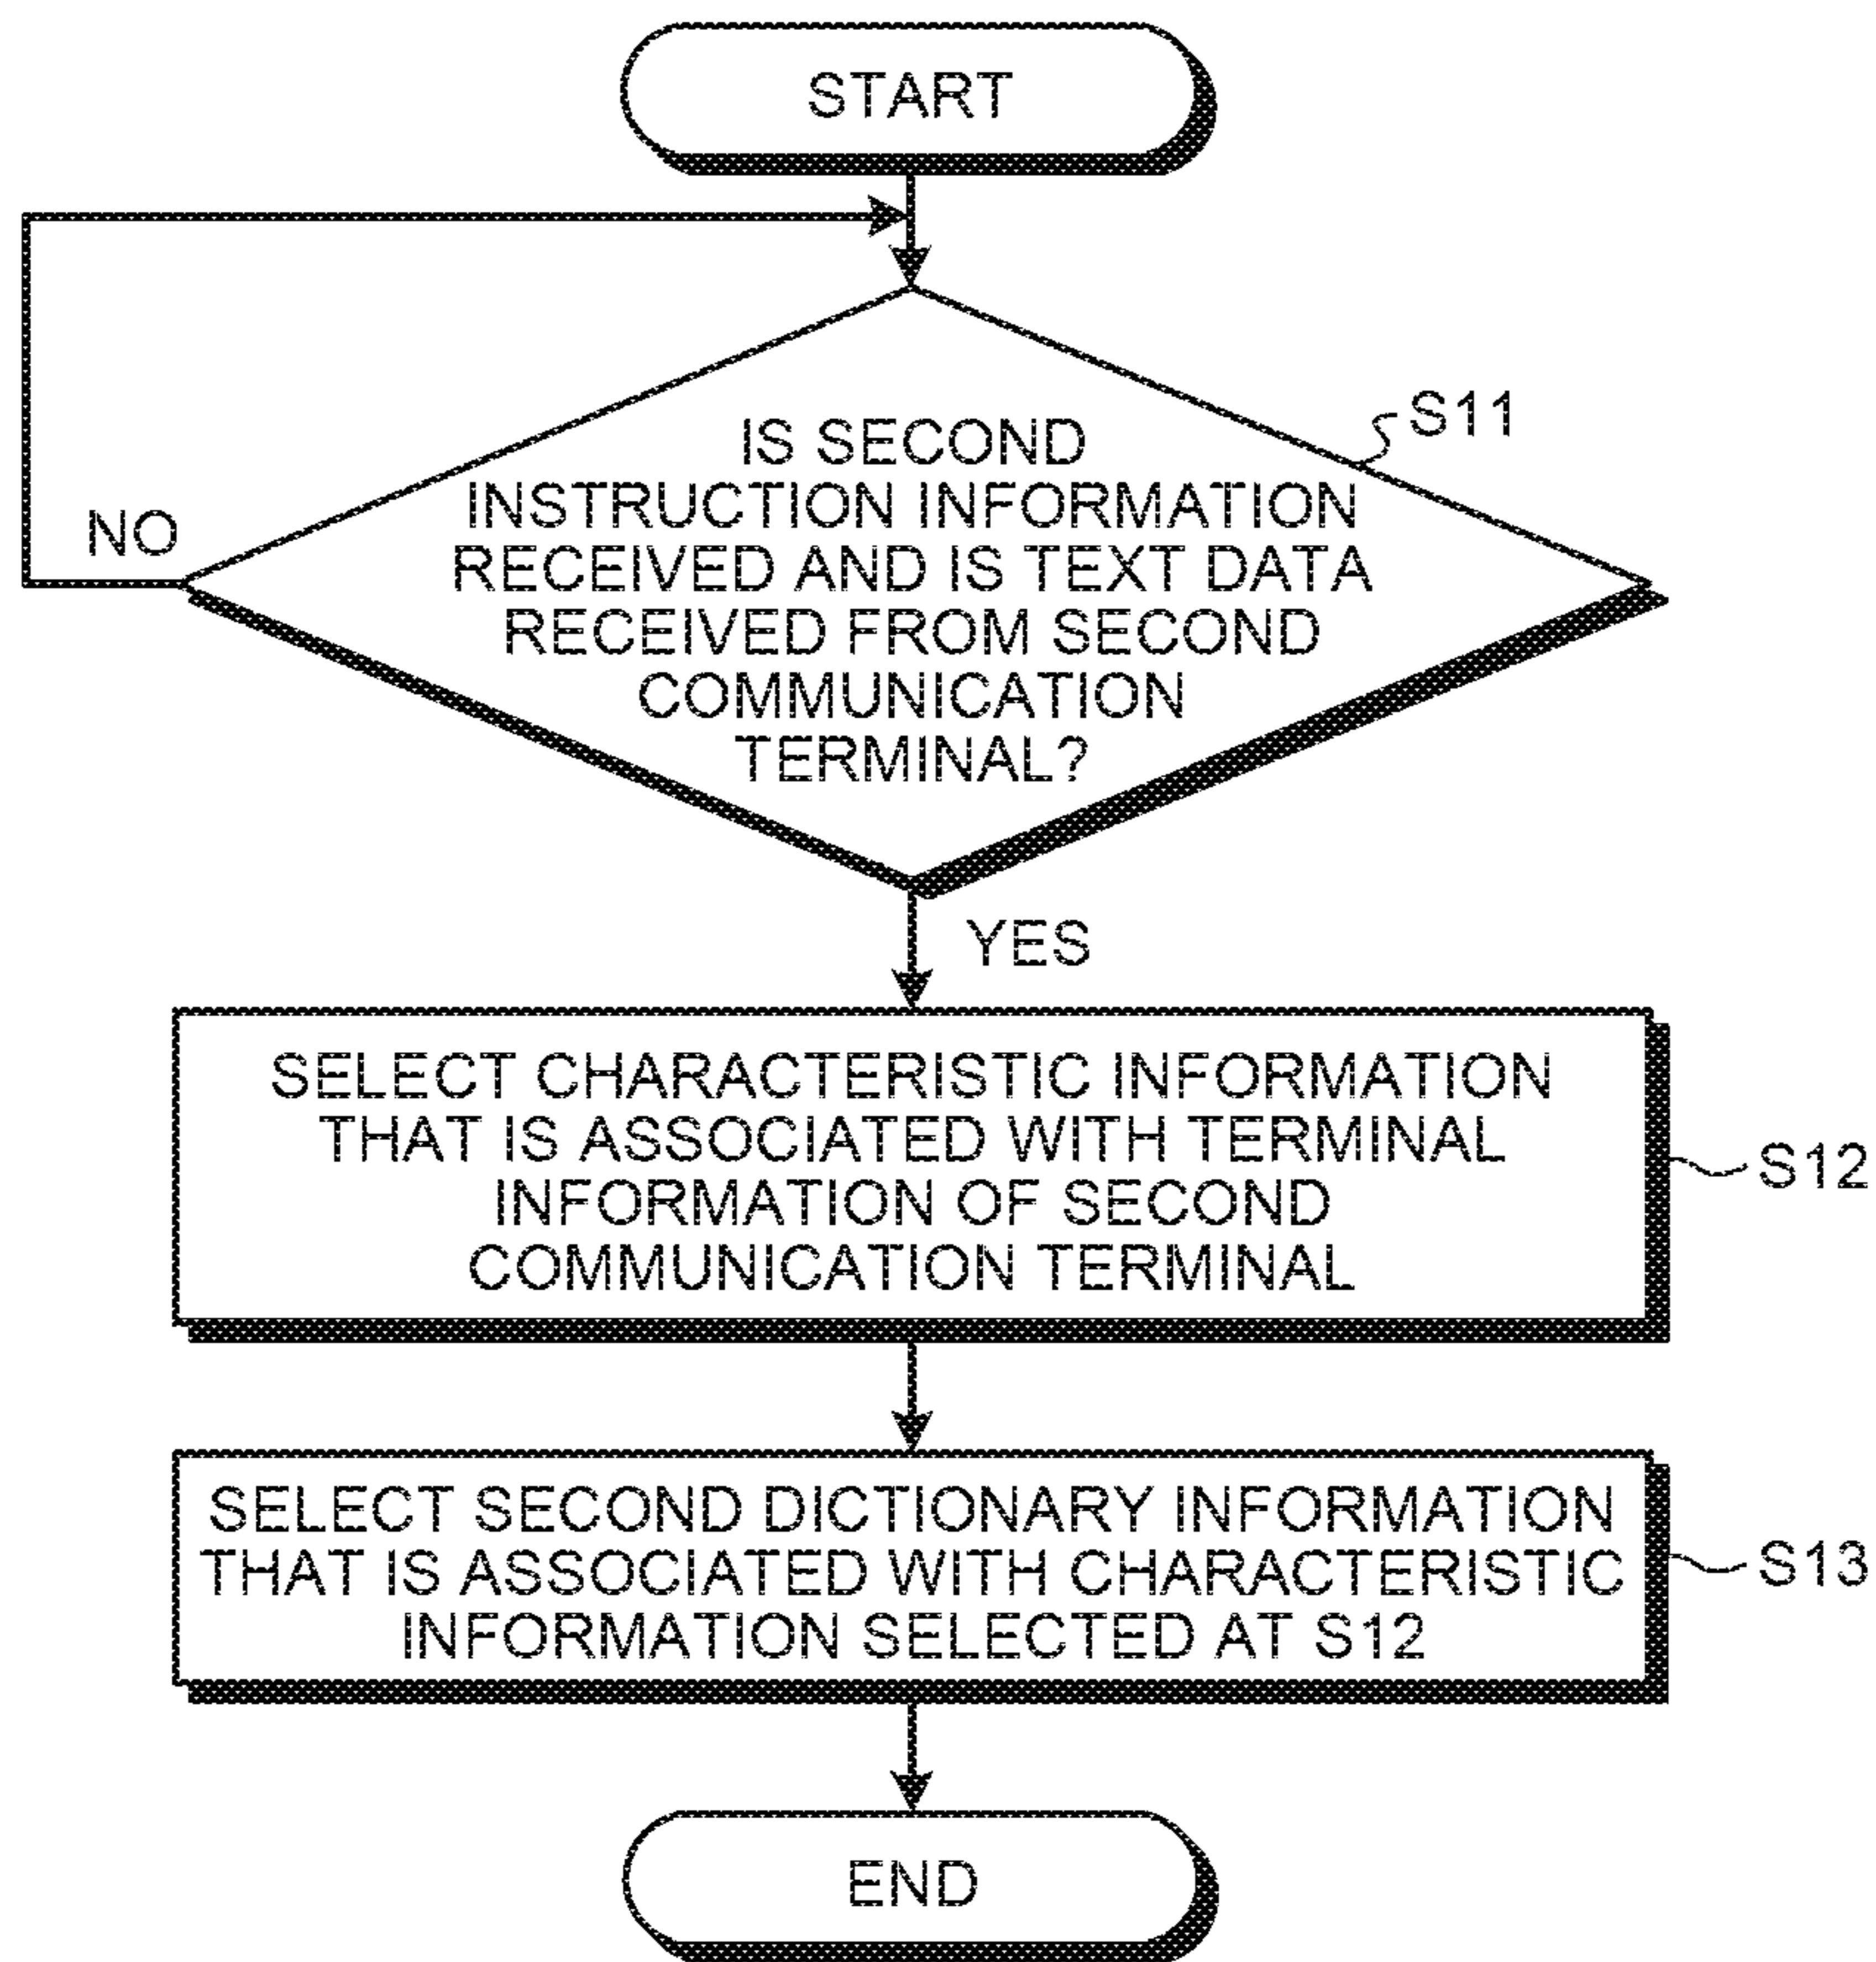 START
S11
IS SECOND
INSTRUCTION INFORMATION
RECEIVED AND IS TEXT DATA
RECEIVED FROM SECOND
COMMUNICATION
TERMINAL?
NO
YES
SELECT CHARACTERISTIC INFORMATION
THAT IS ASSOCIATED WITH TERMINAL
INFORMATION OF SECOND
COMMUNICATION TERMINAL
S12
SELECT SECOND DICTIONARY INFORMATION
THAT IS ASSOCIATED WITH CHARACTERISTIC
INFORMATION SELECTED AT S12
S13
END